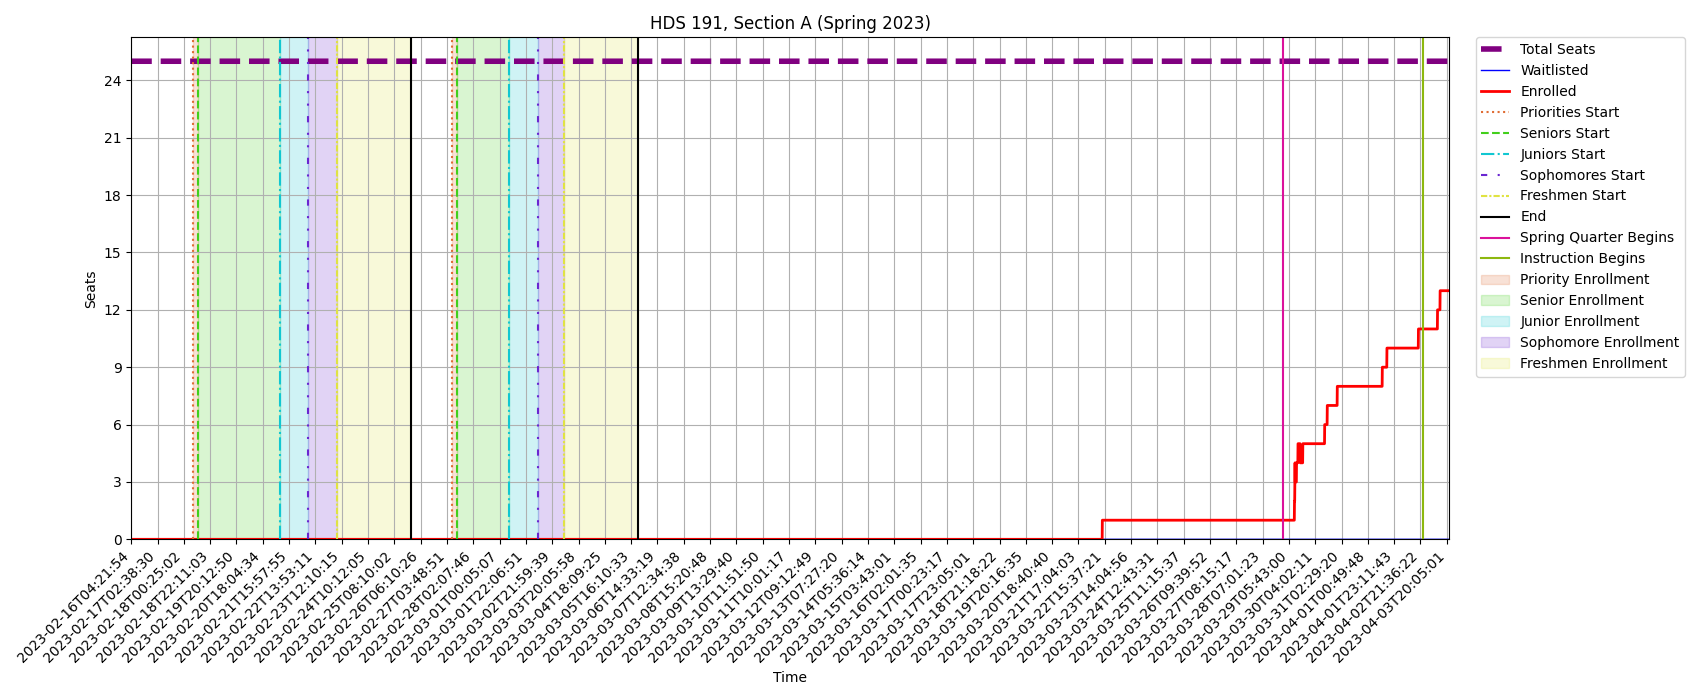 HDS 191, Section A (Spring 2023)
Seats
24
21
18
15
12
9
6
3
0
2023-02-16T04:21:54
2023-02-17T02:38:30
2023-02-18T00:25:02
2023-02-18T22:11:03
2023-02-19T20:12:50
2023-02-20T18:04:34
2023-02-21T15:57:55
2023-02-22T13:53:11
2023-02-23T12:10:15
2023-02-24T10:12:05
2023-02-25T08:10:02
2023-02-26T06:10:26
2023-02-27T03:48:51
2023-02-28T02:07:46
2023-03-01T00:05:07
2023-03-01T22:06:51
2023-03-02T21:59:39
2023-03-03T20:05:58
2023-03-04T18:09:25
2023-03-05T16:10:33
2023-03-06T14:33:19
2023-03-07T12:34:38
2023-03-08T15:20:48
2023-03-09T13:29:40
2023-03-10T11:51:50
2023-03-11T10:01:17
2023-03-12T09:12:49
2023-03-13T07:27:20
2023-03-14T05:36:14
2023-03-15T03:43:01
2023-03-16T02:01:35
2023-03-17T00:23:17
2023-03-17T23:05:01
2023-03-18T21:18:22
2023-03-19T20:16:35
2023-03-20T18:40:40
2023-03-21T17:04:03
2023-03-22T15:37:21
2023-03-23T14:04:56
2023-03-24T12:43:31
2023-03-25T11:15:37
2023-03-26T09:39:52
2023-03-27T08:15:17
2023-03-28T07:01:23
2023-03-29T05:43:00
2023-03-30T04:02:11
2023-03-31T02:29:20
2023-04-01T00:49:48
2023-04-01T23:11:43
2023-04-02T21:36:22
2023-04-03T20:05:01
Time
Total Seats
Waitlisted
Enrolled
Priorities Start
Seniors Start
Juniors Start
Sophomores Start
Freshmen Start
End
Spring Quarter Begins
Instruction Begins
Priority Enrollment
Senior Enrollment
Junior Enrollment
Sophomore Enrollment
Freshmen Enrollment